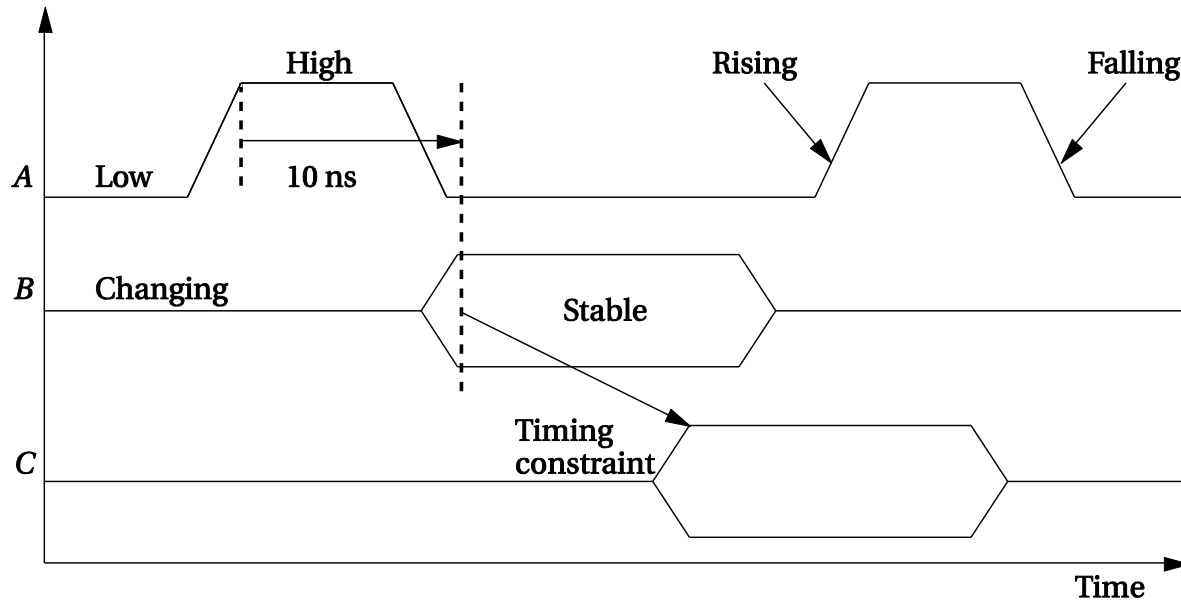 High
Rising
Falling
A
Low
10 ns
B
Changing
Stable
Timing
constraint
C
Time